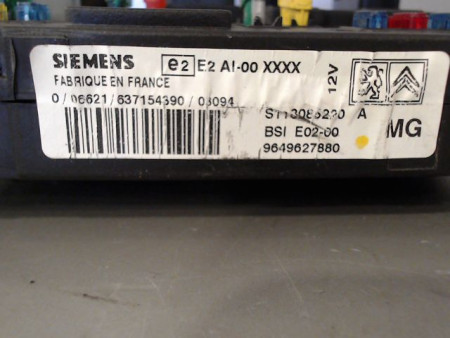 SIEMENS e2 E2 AI-00 XXXX 12V
FABRIQUE EN FRANCE
0/06621/637154390/03094
S118085220 A
BSI E02-00 MG
9649627880